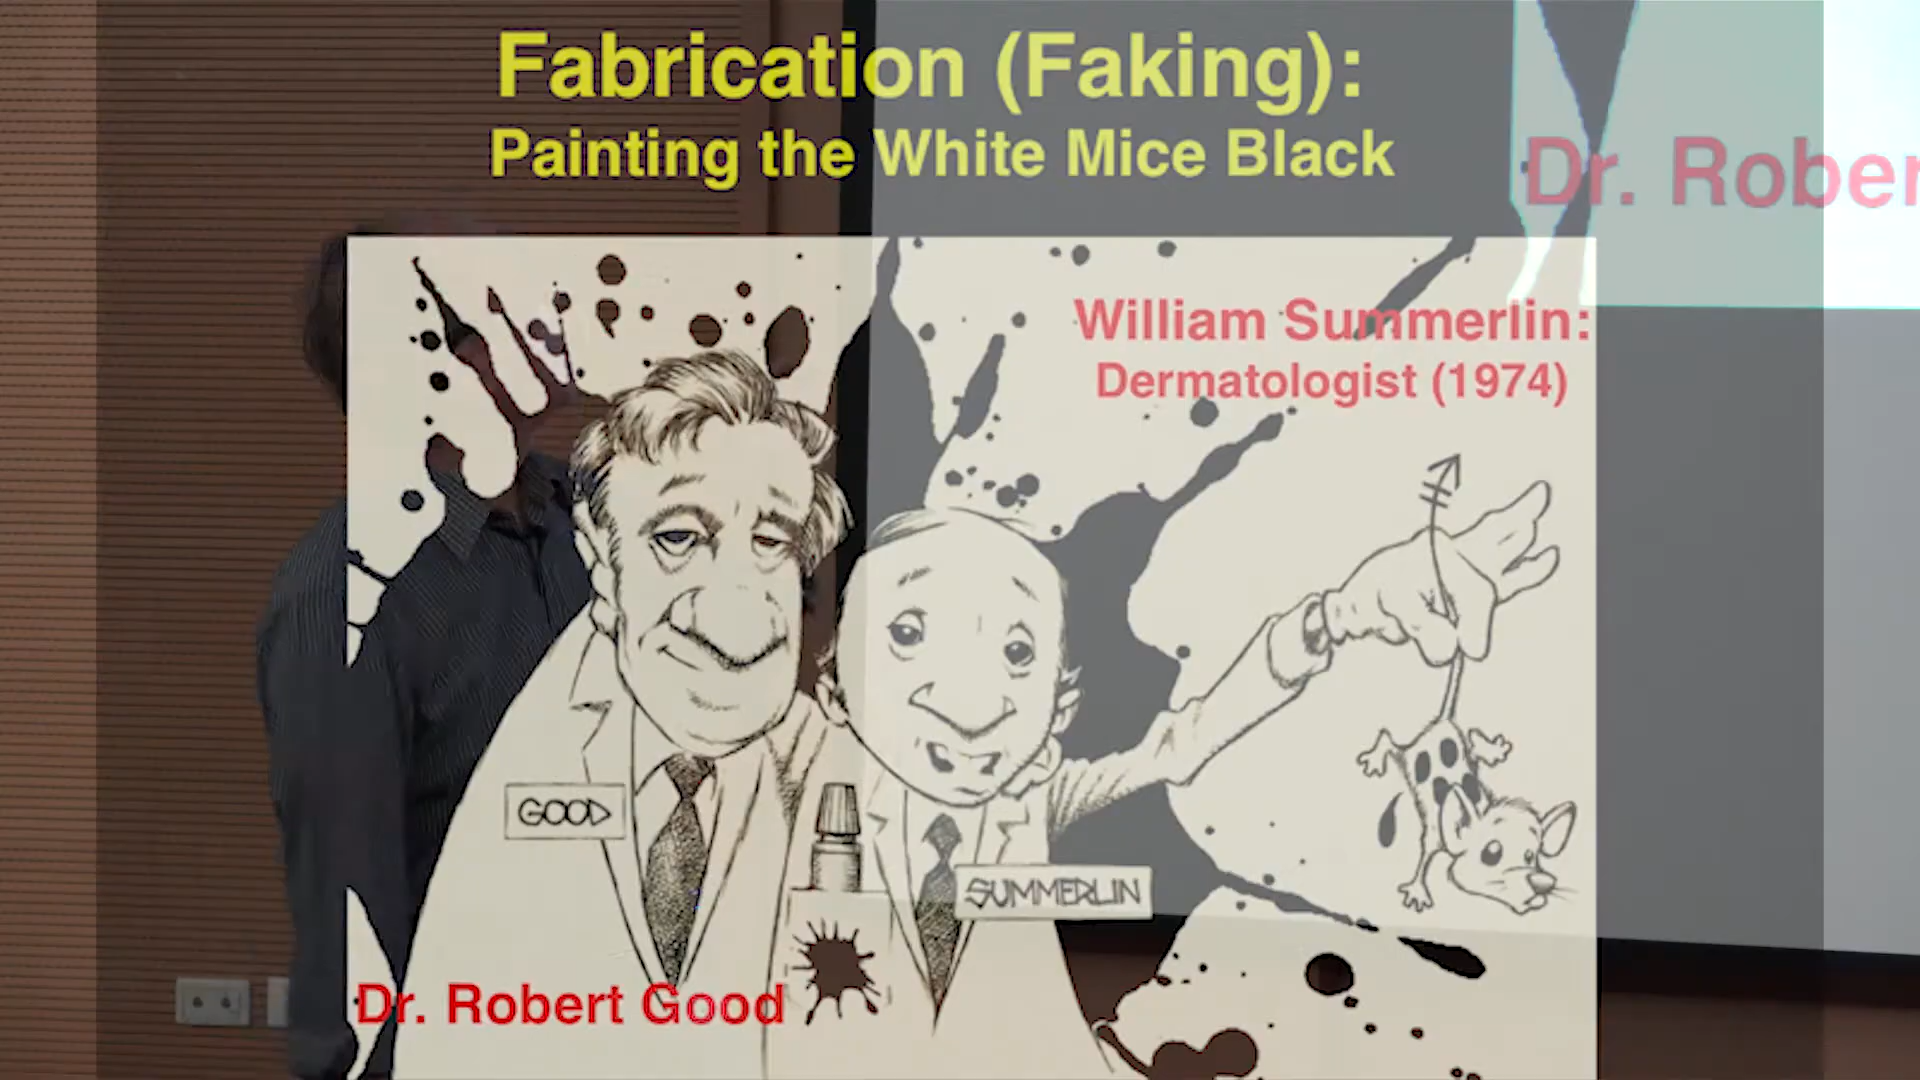 Fabrication (Faking):
Painting the White Mice Black
Dr. Rober
William Summerlin:
Dermatologist (1974)
GOOD
SUMMERLIN
Dr. Robert Good